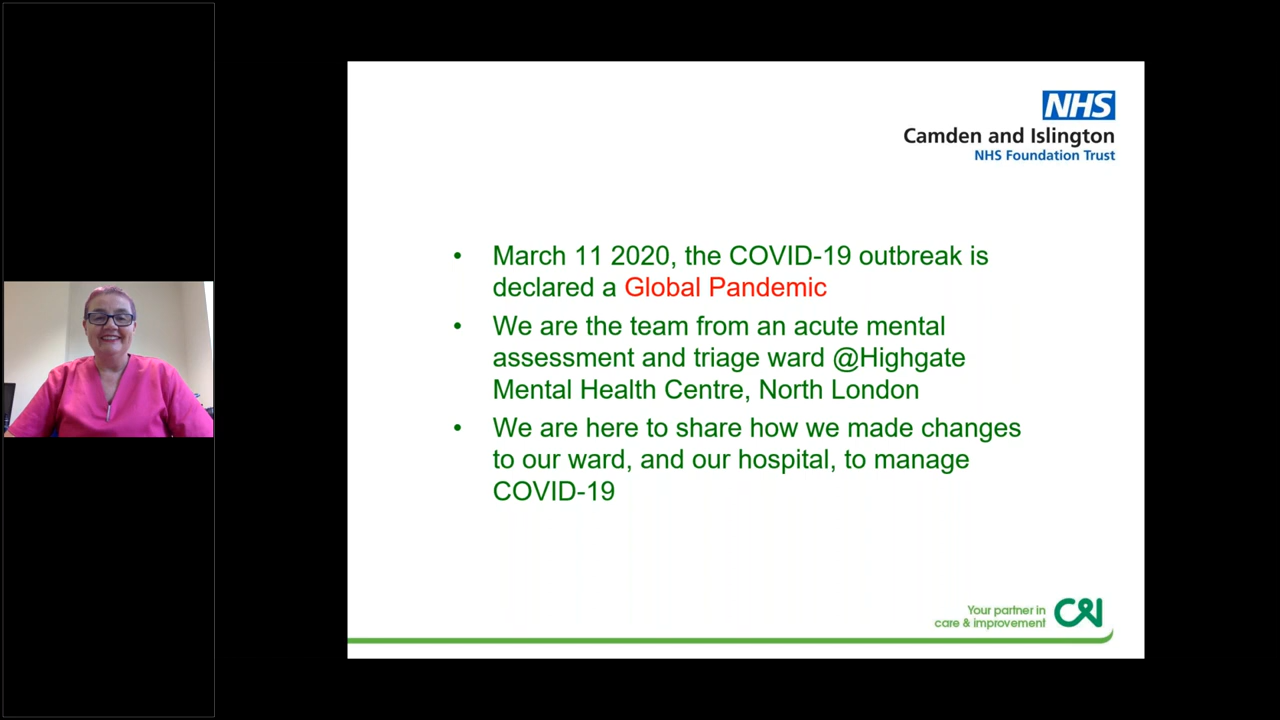 NHS
Camden and Islington
NHS Foundation Trust
• March 11 2020, the COVID-19 outbreak is
declared a Global Pandemic
• We are the team from an acute mental
assessment and triage ward @Highgate
Mental Health Centre, North London
• We are here to share how we made changes
to our ward, and our hospital, to manage
COVID-19
Your partner in
care & improvement
C&I